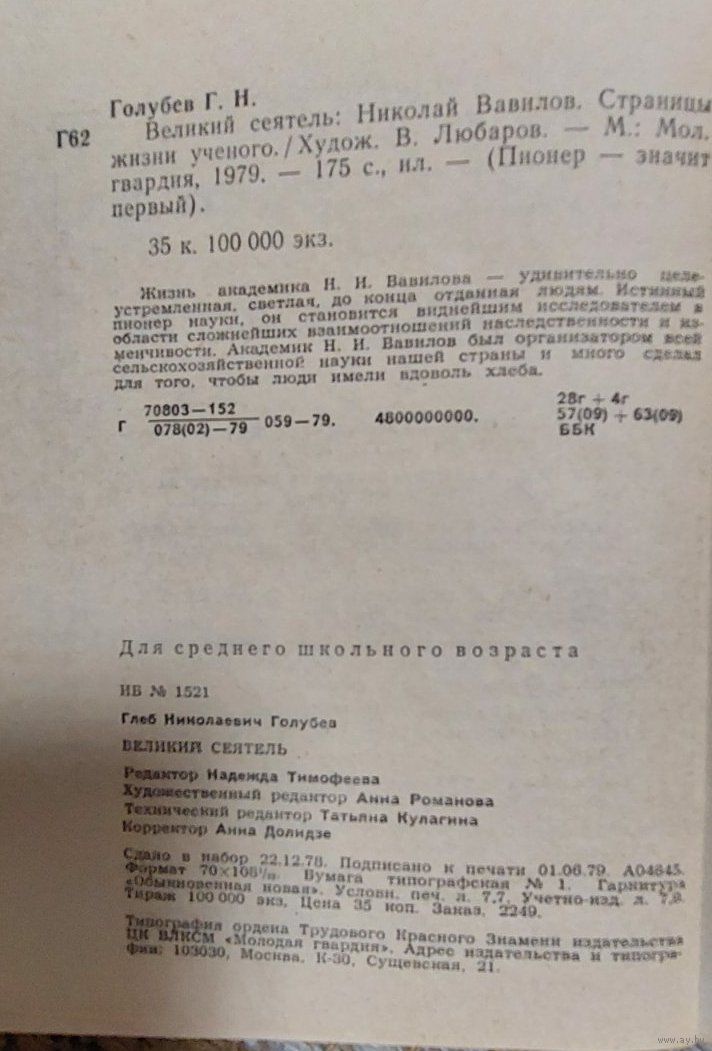 Голубев Г. Н.
Г62 Великий сеятель: Николай Вавилов. Страницы
жизни ученого./Худож. В. Любаров. — М.: Мол.
гвардия, 1979. — 175 с., ил. — (Пионер — значит
первый).
35 к. 100 000 экз.
Жизнь академика Н. И. Вавилова — удивительно целе-
устремленная, светлая, до конца отданная людям. Истинный
пионер науки, он становится виднейшим исследователем в
области сложнейших взаимоотношений наследственности и из-
менчивости. Академик Н. И. Вавилов был организатором всей
сельскохозяйственной науки нашей страны и много сделал
для того, чтобы люди имели вдоволь хлеба.
Г 70803—152
078(02)—79 059—79. 4800000000.
28г + 4г
57(09) + 63(09)
ББК
Для среднего школьного возраста
ИБ № 1521
Глеб Николаевич Голубев
ВЕЛИКИЙ СЕЯТЕЛЬ
Редактор Надежда Тимофеева
Художественный редактор Анна Романова
Технический редактор Татьяна Кулагина
Корректор Анна Долидзе
Сдано в набор 22.12.78. Подписано к печати 01.06.79. А04645.
Формат Бумага типографская № 1. Гарнитура
«Обыкновенная новая». Условн. печ. л. 7,7. Учетно-изд. л.
Тираж 100 000 экз. Цена 35 коп. Заказ. 2249.
Типография ордена Трудового Красного Знамени издательства
ЦК ВЛКСМ «Молодая гвардия». Адрес издательства и типогра-
фии: 103030, Москва, К-30, Сущевская, 21.
www.ay.by